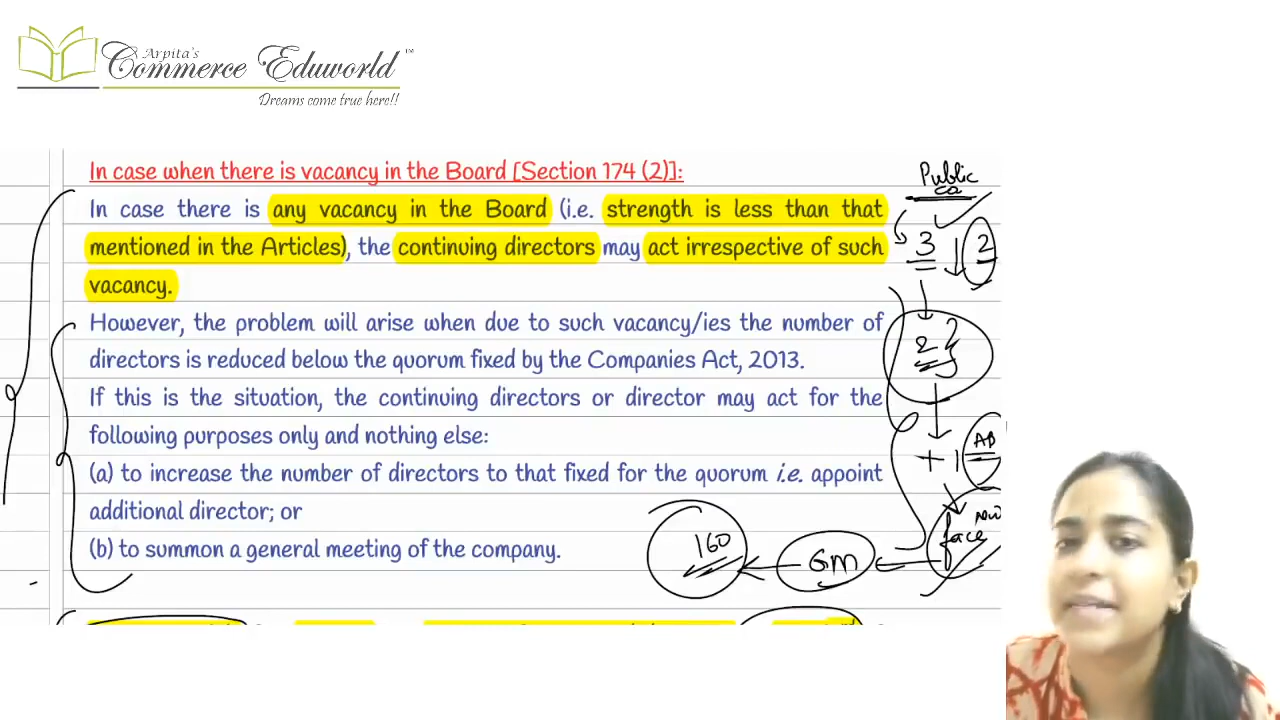 Arpita's
Commerce Eduworld™
Dreams come true here!!
In case when there is vacancy in the Board [Section 174 (2)]:
In case there is any vacancy in the Board (i.e. strength is less than that
mentioned in the Articles), the continuing directors may act irrespective of such
vacancy.
However, the problem will arise when due to such vacancy/ies the number of
directors is reduced below the quorum fixed by the Companies Act, 2013.
If this is the situation, the continuing directors or director may act for the
following purposes only and nothing else:
(a) to increase the number of directors to that fixed for the quorum i.e. appoint
additional director; or
(b) to summon a general meeting of the company.
Public
co
3 ↓ 2
2
+1 AD
new
face
GM
160